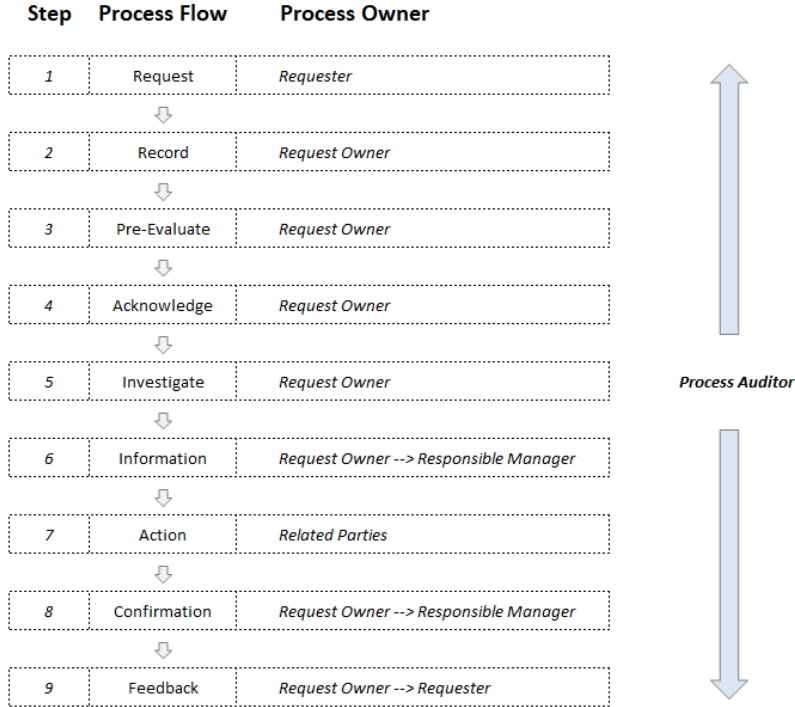 Step Process Flow Process Owner
1 Request Requester
2 Record Request Owner
3 Pre-Evaluate Request Owner
4 Acknowledge Request Owner
5 Investigate Request Owner
Process Auditor
6 Information Request Owner --> Responsible Manager
7 Action Related Parties
8 Confirmation Request Owner --> Responsible Manager
9 Feedback Request Owner --> Requester